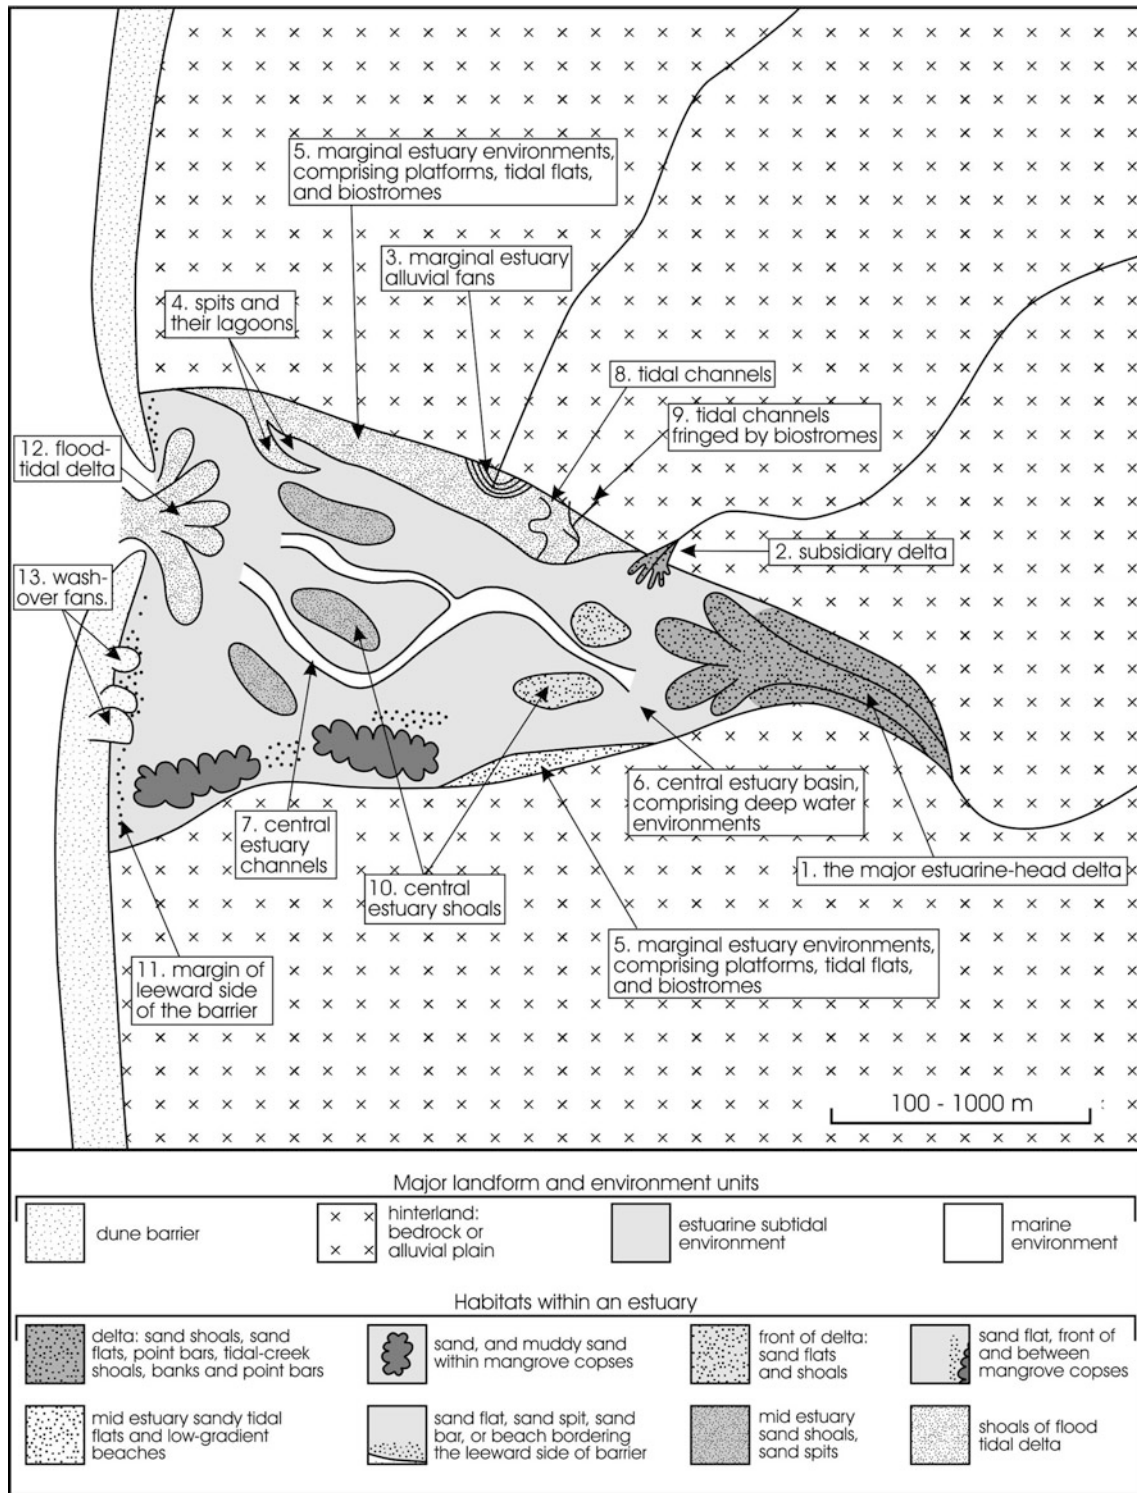 5. marginal estuary environments,
comprising platforms, tidal flats,
and biostromes
3. marginal estuary
alluvial fans
4. spits and
their lagoons
8. tidal channels
9. tidal channels
fringed by biostromes
12. flood-
tidal delta
2. subsidiary delta
13. wash-
over fans.
6. central estuary basin,
comprising deep water
environments
7. central
estuary
channels
1. the major estuarine-head delta
10. central
estuary shoals
5. marginal estuary environments,
comprising platforms, tidal flats,
and biostromes
11. margin of
leeward side
of the barrier
100 - 1000 m
Major landform and environment units
dune barrier
hinterland:
bedrock or
alluvial plain
estuarine subtidal
environment
marine
environment
Habitats within an estuary
delta: sand shoals, sand
flats, point bars, tidal-creek
shoals, banks and point bars
sand, and muddy sand
within mangrove copses
front of delta:
sand flats
and shoals
sand flat, front of
and between
mangrove copses
mid estuary sandy tidal
flats and low-gradient
beaches
sand flat, sand spit, sand
bar, or beach bordering
the leeward side of barrier
mid estuary
sand shoals,
sand spits
shoals of flood
tidal delta